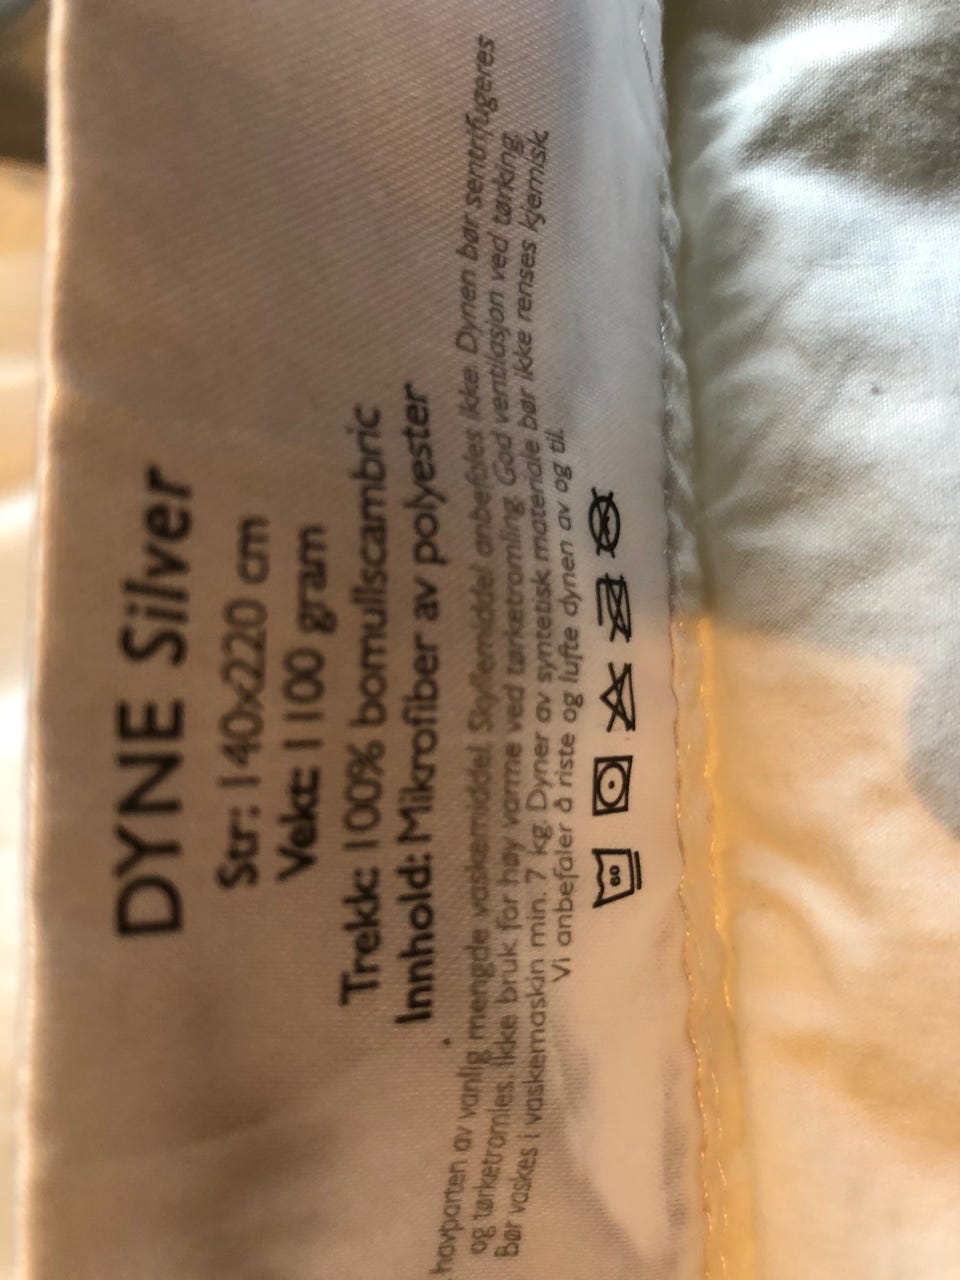 DYNE Silver
Str: 140x220 cm
Vekt: 1100 gram
Trekk: 100% bomullscambric
Innhold: Mikrofiber av polyester
havparten av vanlig mengde vaskemiddel. Skyllemiddel anbefales ikke. Dynen bør sentrifugeres
og tørketromles. Ikke bruk for høy varme ved tørketromling. God ventilasjon ved tørking.
Bør vaskes i vaskemaskin min. 7 kg. Dyner av syntetisk materiale bør ikke renses kjemisk.
Vi anbefaler å riste og lufte dynen av og til.
60